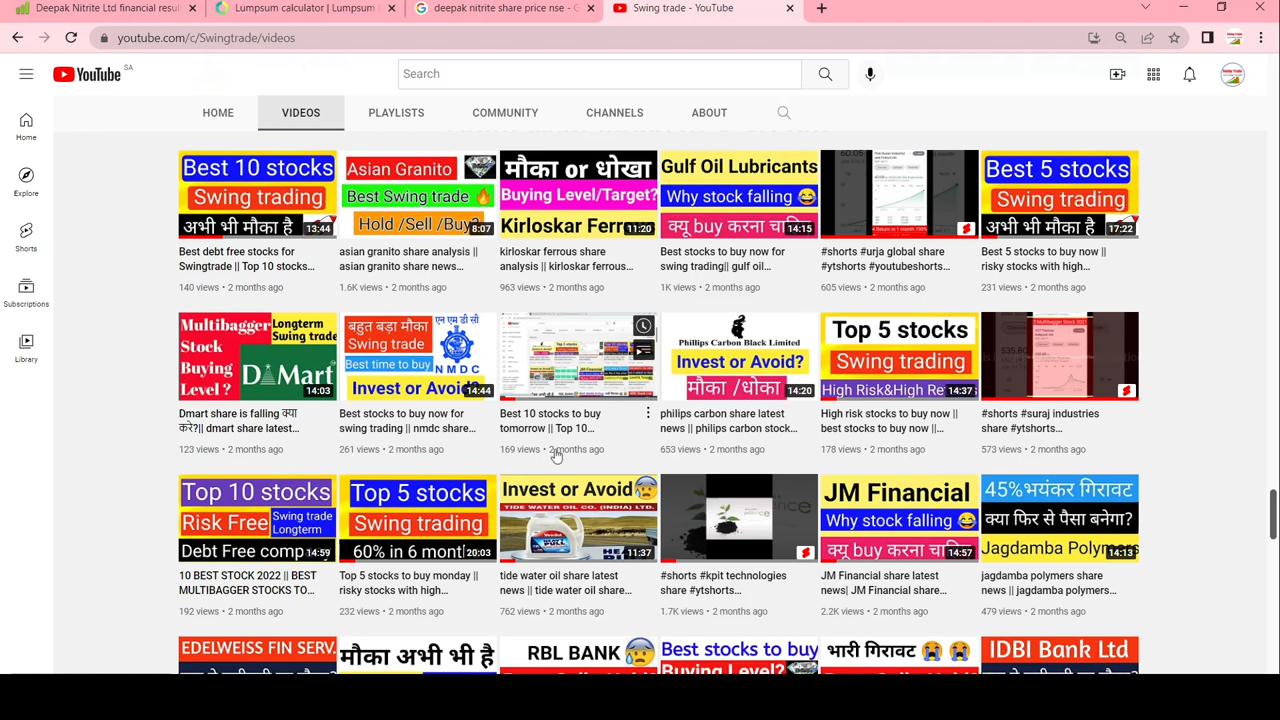 Deepak Nitrite Ltd financial resul
Lumpsum calculator | Lumpsum
deepak nitrite share price nse - G
Swing trade - YouTube
youtube.com/c/Swingtrade/videos
YouTube SA
Search
HOME
VIDEOS
PLAYLISTS
COMMUNITY
CHANNELS
ABOUT
Home
Explore
Shorts
Subscriptions
Library
Best 10 stocks
Swing trading
अभी भी मौका है
13:44
Best debt free stocks for
Swingtrade || Top 10 stocks...
140 views • 2 months ago
Asian Granito
Best Swing trade
Hold /Sell /Buy?
8:07
asian granito share analysis ||
asian granito share news...
1.6K views • 2 months ago
मौका or धोखा
Buying Level/Target?
Kirloskar Ferr
11:20
kirloskar ferrous share
analysis || kirloskar ferrous...
963 views • 2 months ago
Gulf Oil Lubricants
Why stock falling
क्यू buy करना चाि
14:15
Best stocks to buy now for
swing trading|| gulf oil...
1K views • 2 months ago
#shorts #urja global share
#ytshorts #youtubeshorts...
605 views • 2 months ago
Best 5 stocks
Swing trading
अभी भी मौका है
17:22
Best 5 stocks to buy now ||
risky stocks with high...
231 views • 2 months ago
Multibagger
Stock
Buying
Level ?
Longterm
Swing trade
DMart
14:03
Dmart share is falling क्या
करे?|| dmart share latest...
123 views • 2 months ago
बहुत बड़ा मौका
Swing trade
Best time to buy
Invest or Avoid
एन एम डी सी
NMDC
14:44
Best stocks to buy now for
swing trading || nmdc share...
261 views • 2 months ago
Best 10 stocks to buy
tomorrow || Top 10...
169 views • 2 months ago
Phillips Carbon Black Limited
Invest or Avoid?
मौका /धोका
14:20
philips carbon share latest
news || philips carbon stock...
653 views • 2 months ago
Top 5 stocks
Swing trading
High Risk&High Re
14:37
High risk stocks to buy now ||
best stocks to buy now ||...
178 views • 2 months ago
#shorts #suraj industries
share #ytshorts...
573 views • 2 months ago
Top 10 stocks
Risk Free
Swing trade
Longterm
Debt Free comp
14:59
10 BEST STOCK 2022 || BEST
MULTIBAGGER STOCKS TO...
192 views • 2 months ago
Top 5 stocks
Swing trading
60% in 6 montl
20:03
Top 5 stocks to buy monday ||
risky stocks with high...
232 views • 2 months ago
Invest or Avoid
TIDE WATER OIL CO. (INDIA) LTD.
11:37
tide water oil share latest
news || tide water oil share...
762 views • 2 months ago
#shorts #kpit technologies
share #ytshorts...
1.7K views • 2 months ago
JM Financial
Why stock falling
क्यू buy करना चाि
14:57
JM Financial share latest
news| JM Financial share...
2.2K views • 2 months ago
45%भयंकर गिरावट
क्या फिर से पैसा बनेगा?
Jagdamba Polymers
14:13
jagdamba polymers share
news || jagdamba polymers...
479 views • 2 months ago
EDELWEISS FIN SERV.
मौका अभी भी है
RBL BANK
Best stocks to buy
Buying Level?
भारी गिरावट
IDBI Bank Ltd